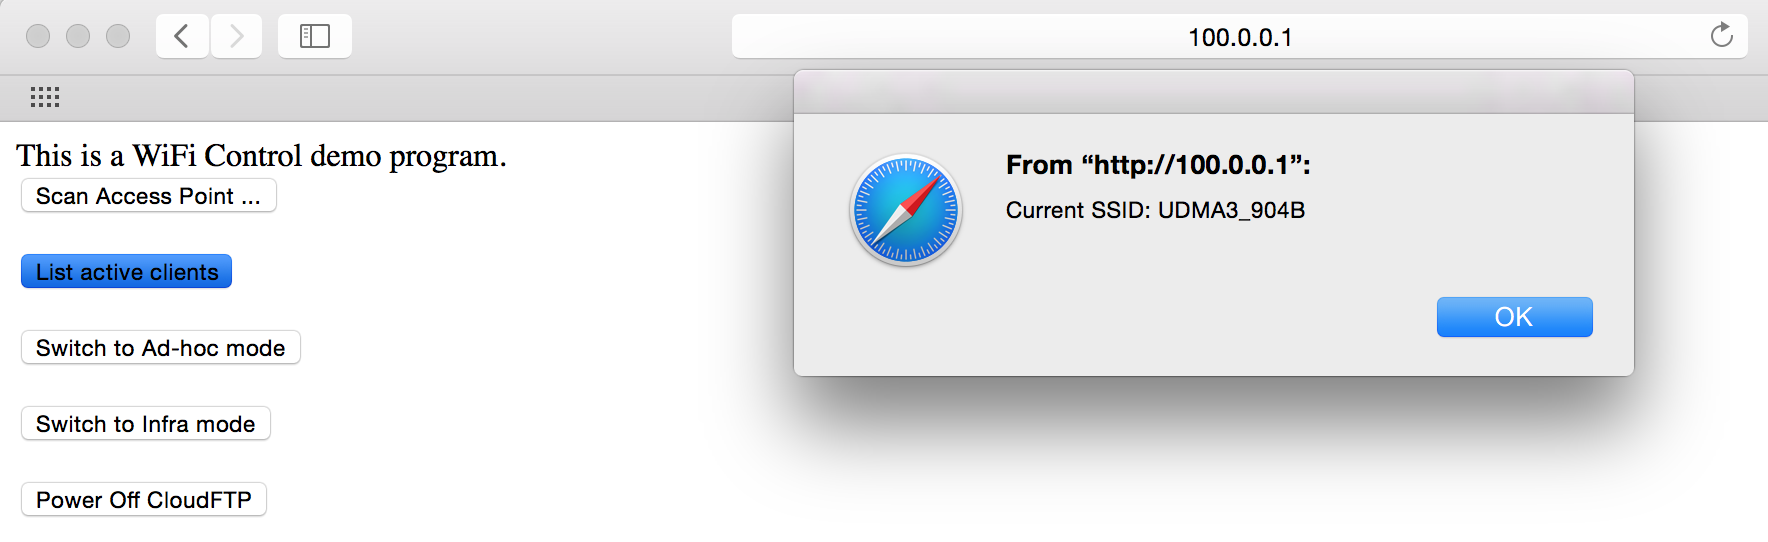 100.0.0.1
This is a WiFi Control demo program.
Scan Access Point ...
List active clients
Switch to Ad-hoc mode
Switch to Infra mode
Power Off CloudFTP
From “http://100.0.0.1”:
Current SSID: UDMA3_904B
OK